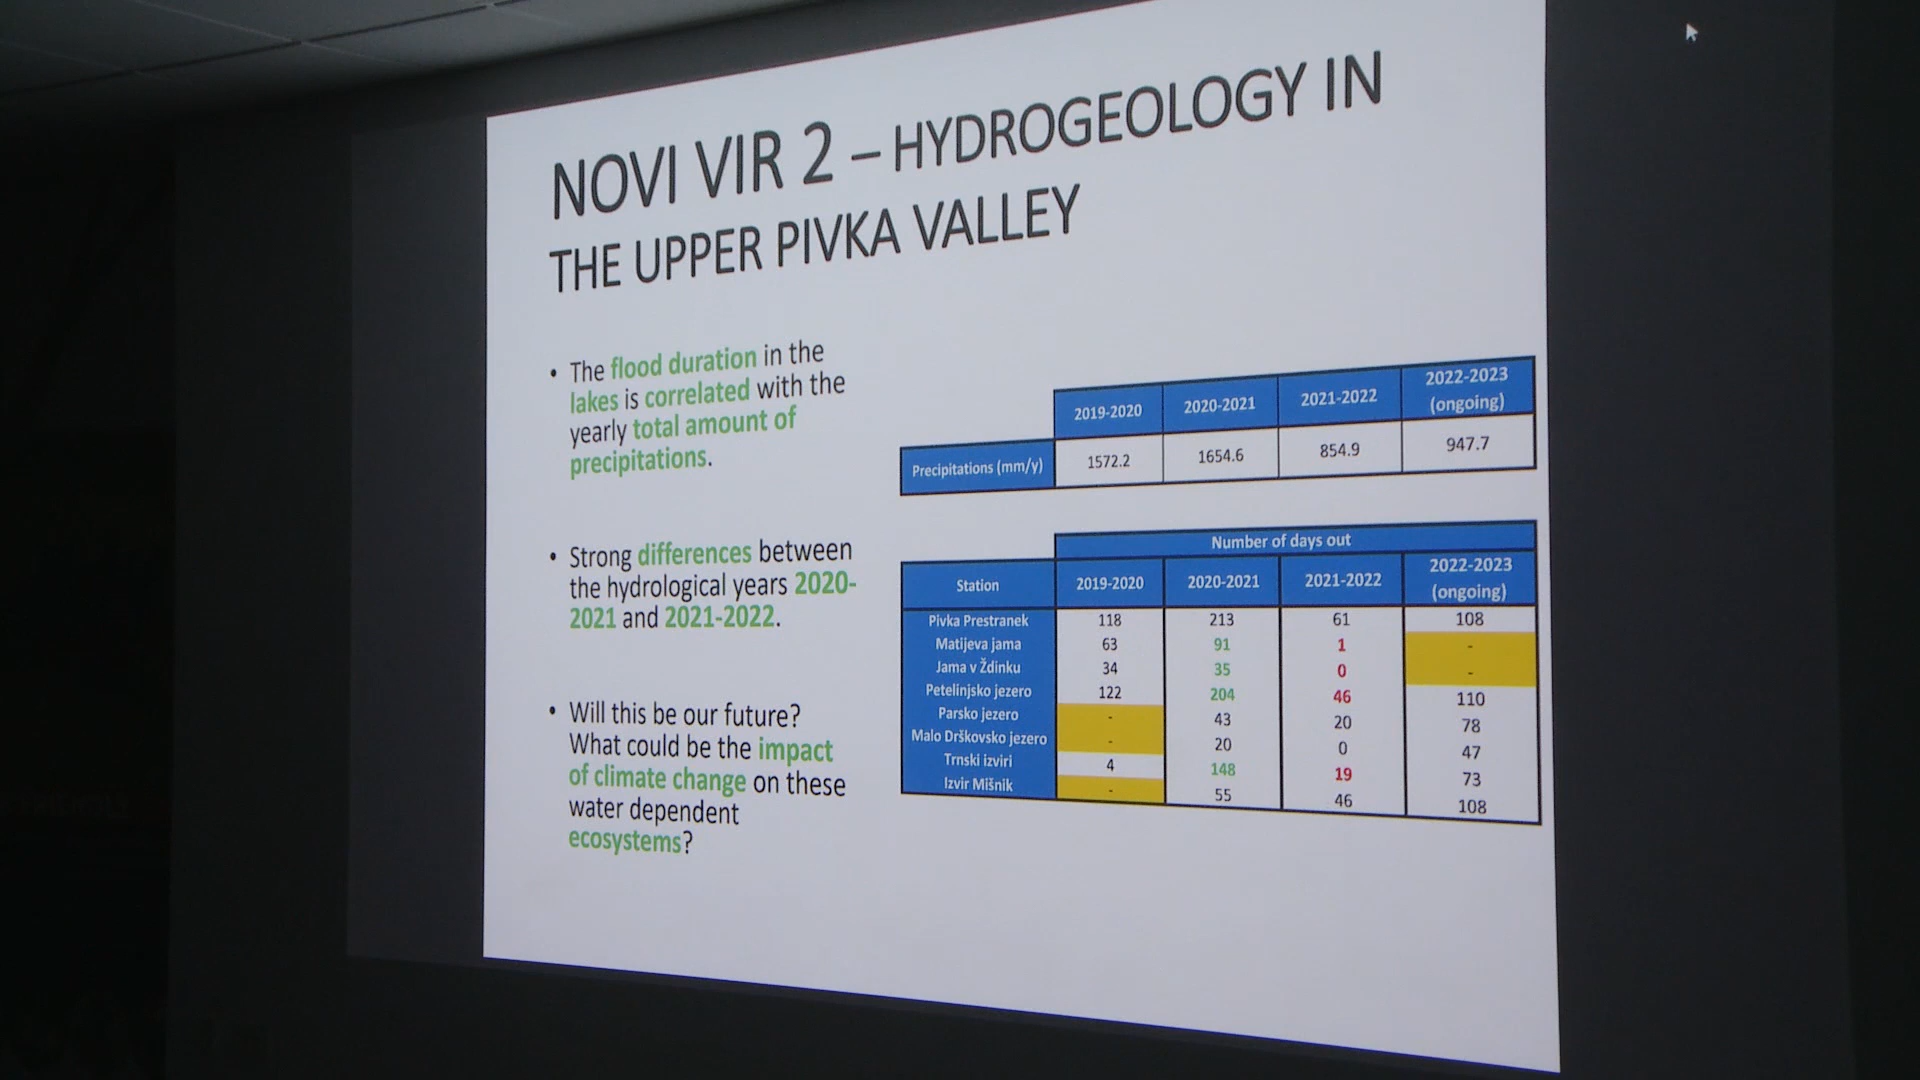 NOVI VIR 2 – HYDROGEOLOGY IN
THE UPPER PIVKA VALLEY
• The flood duration in the
lakes is correlated with the
yearly total amount of
precipitations.
• Strong differences between
the hydrological years 2020-
2021 and 2021-2022.
• Will this be our future?
What could be the impact
of climate change on these
water dependent
ecosystems?
2019-2020 2020-2021 2021-2022 2022-2023
(ongoing)
Precipitations (mm/y) 1572.2 1654.6 854.9 947.7
Number of days out
Station 2019-2020 2020-2021 2021-2022 2022-2023
(ongoing)
Pivka Prestranek 118 213 61 108
Matijeva jama 63 91 1 -
Jama v Ždinku 34 35 0 -
Petelinjsko jezero 122 204 46 110
Parsko jezero - 43 20 78
Malo Drškovsko jezero - 20 0 47
Trnski izviri 4 148 19 73
Izvir Mišnik - 55 46 108